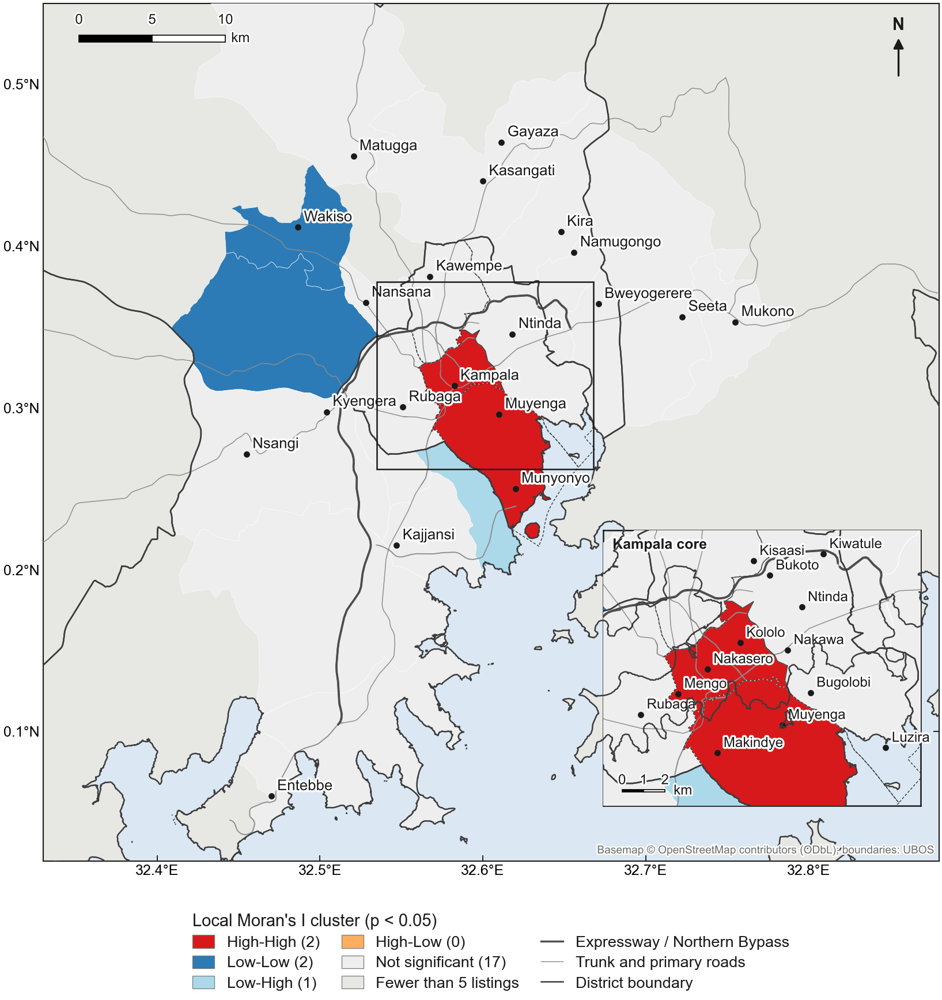 0 5 10
km
N
0.5°N
0.4°N
0.3°N
0.2°N
0.1°N
Gayaza
Matugga
Kasangati
Wakiso
Kira
Namugongo
Kawempe
Nansana
Bweyogerere
Seeta
Mukono
Ntinda
Kampala
Kyengera
Rubaga
Muyenga
Nsangi
Munyonyo
Kajjansi
Entebbe
Kampala core
Kisaasi
Kiwatule
Bukoto
Ntinda
Kololo
Nakawa
Nakasero
Mengo
Bugolobi
Rubaga
Muyenga
Makindye
Luzira
0 1 2
km
Basemap © OpenStreetMap contributors (ODbL); boundaries: UBOS
32.4°E 32.5°E 32.6°E 32.7°E 32.8°E
Local Moran's I cluster (p < 0.05)
High-High (2)
Low-Low (2)
Low-High (1)
High-Low (0)
Not significant (17)
Fewer than 5 listings
Expressway / Northern Bypass
Trunk and primary roads
District boundary